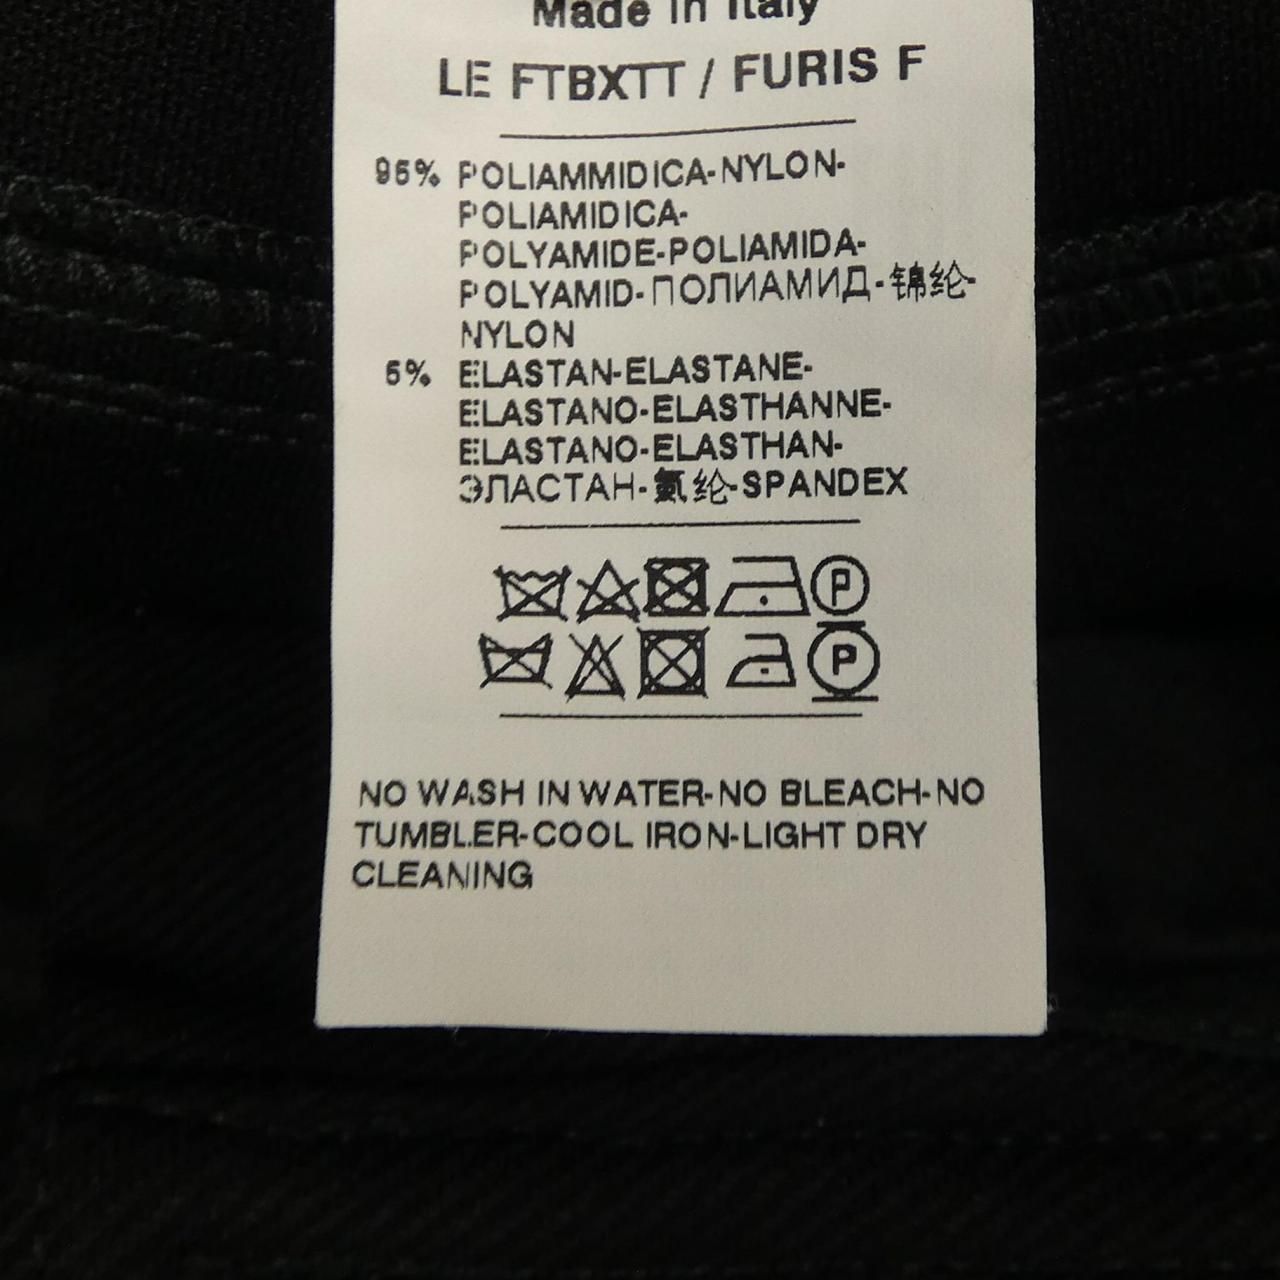 Made in Italy
LE FTBXTT / FURIS F
95% POLIAMMIDICA-NYLON-
POLIAMIDICA-
POLYAMIDE-POLIAMIDA-
POLYAMID-ПОЛИАМИД-锦纶-
NYLON
5% ELASTAN-ELASTANE-
ELASTANO-ELASTHANNE-
ELASTANO-ELASTHAN-
ЭЛАСТАН-氨纶-SPANDEX
P
P
NO WASH IN WATER-NO BLEACH-NO
TUMBLER-COOL IRON-LIGHT DRY
CLEANING